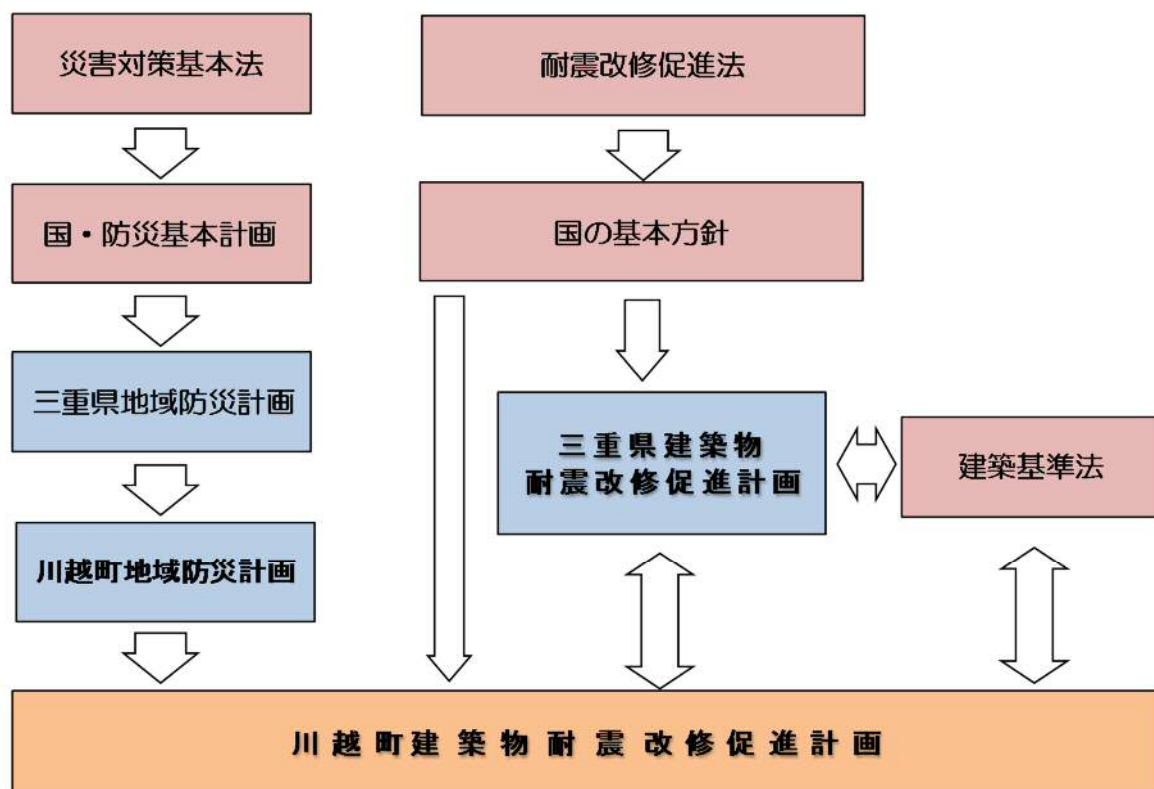 災害対策基本法
耐震改修促進法
国・防災基本計画
国の基本方針
三重県地域防災計画
三重県建築物
耐震改修促進計画
建築基準法
川越町地域防災計画
川越町建築物耐震改修促進計画